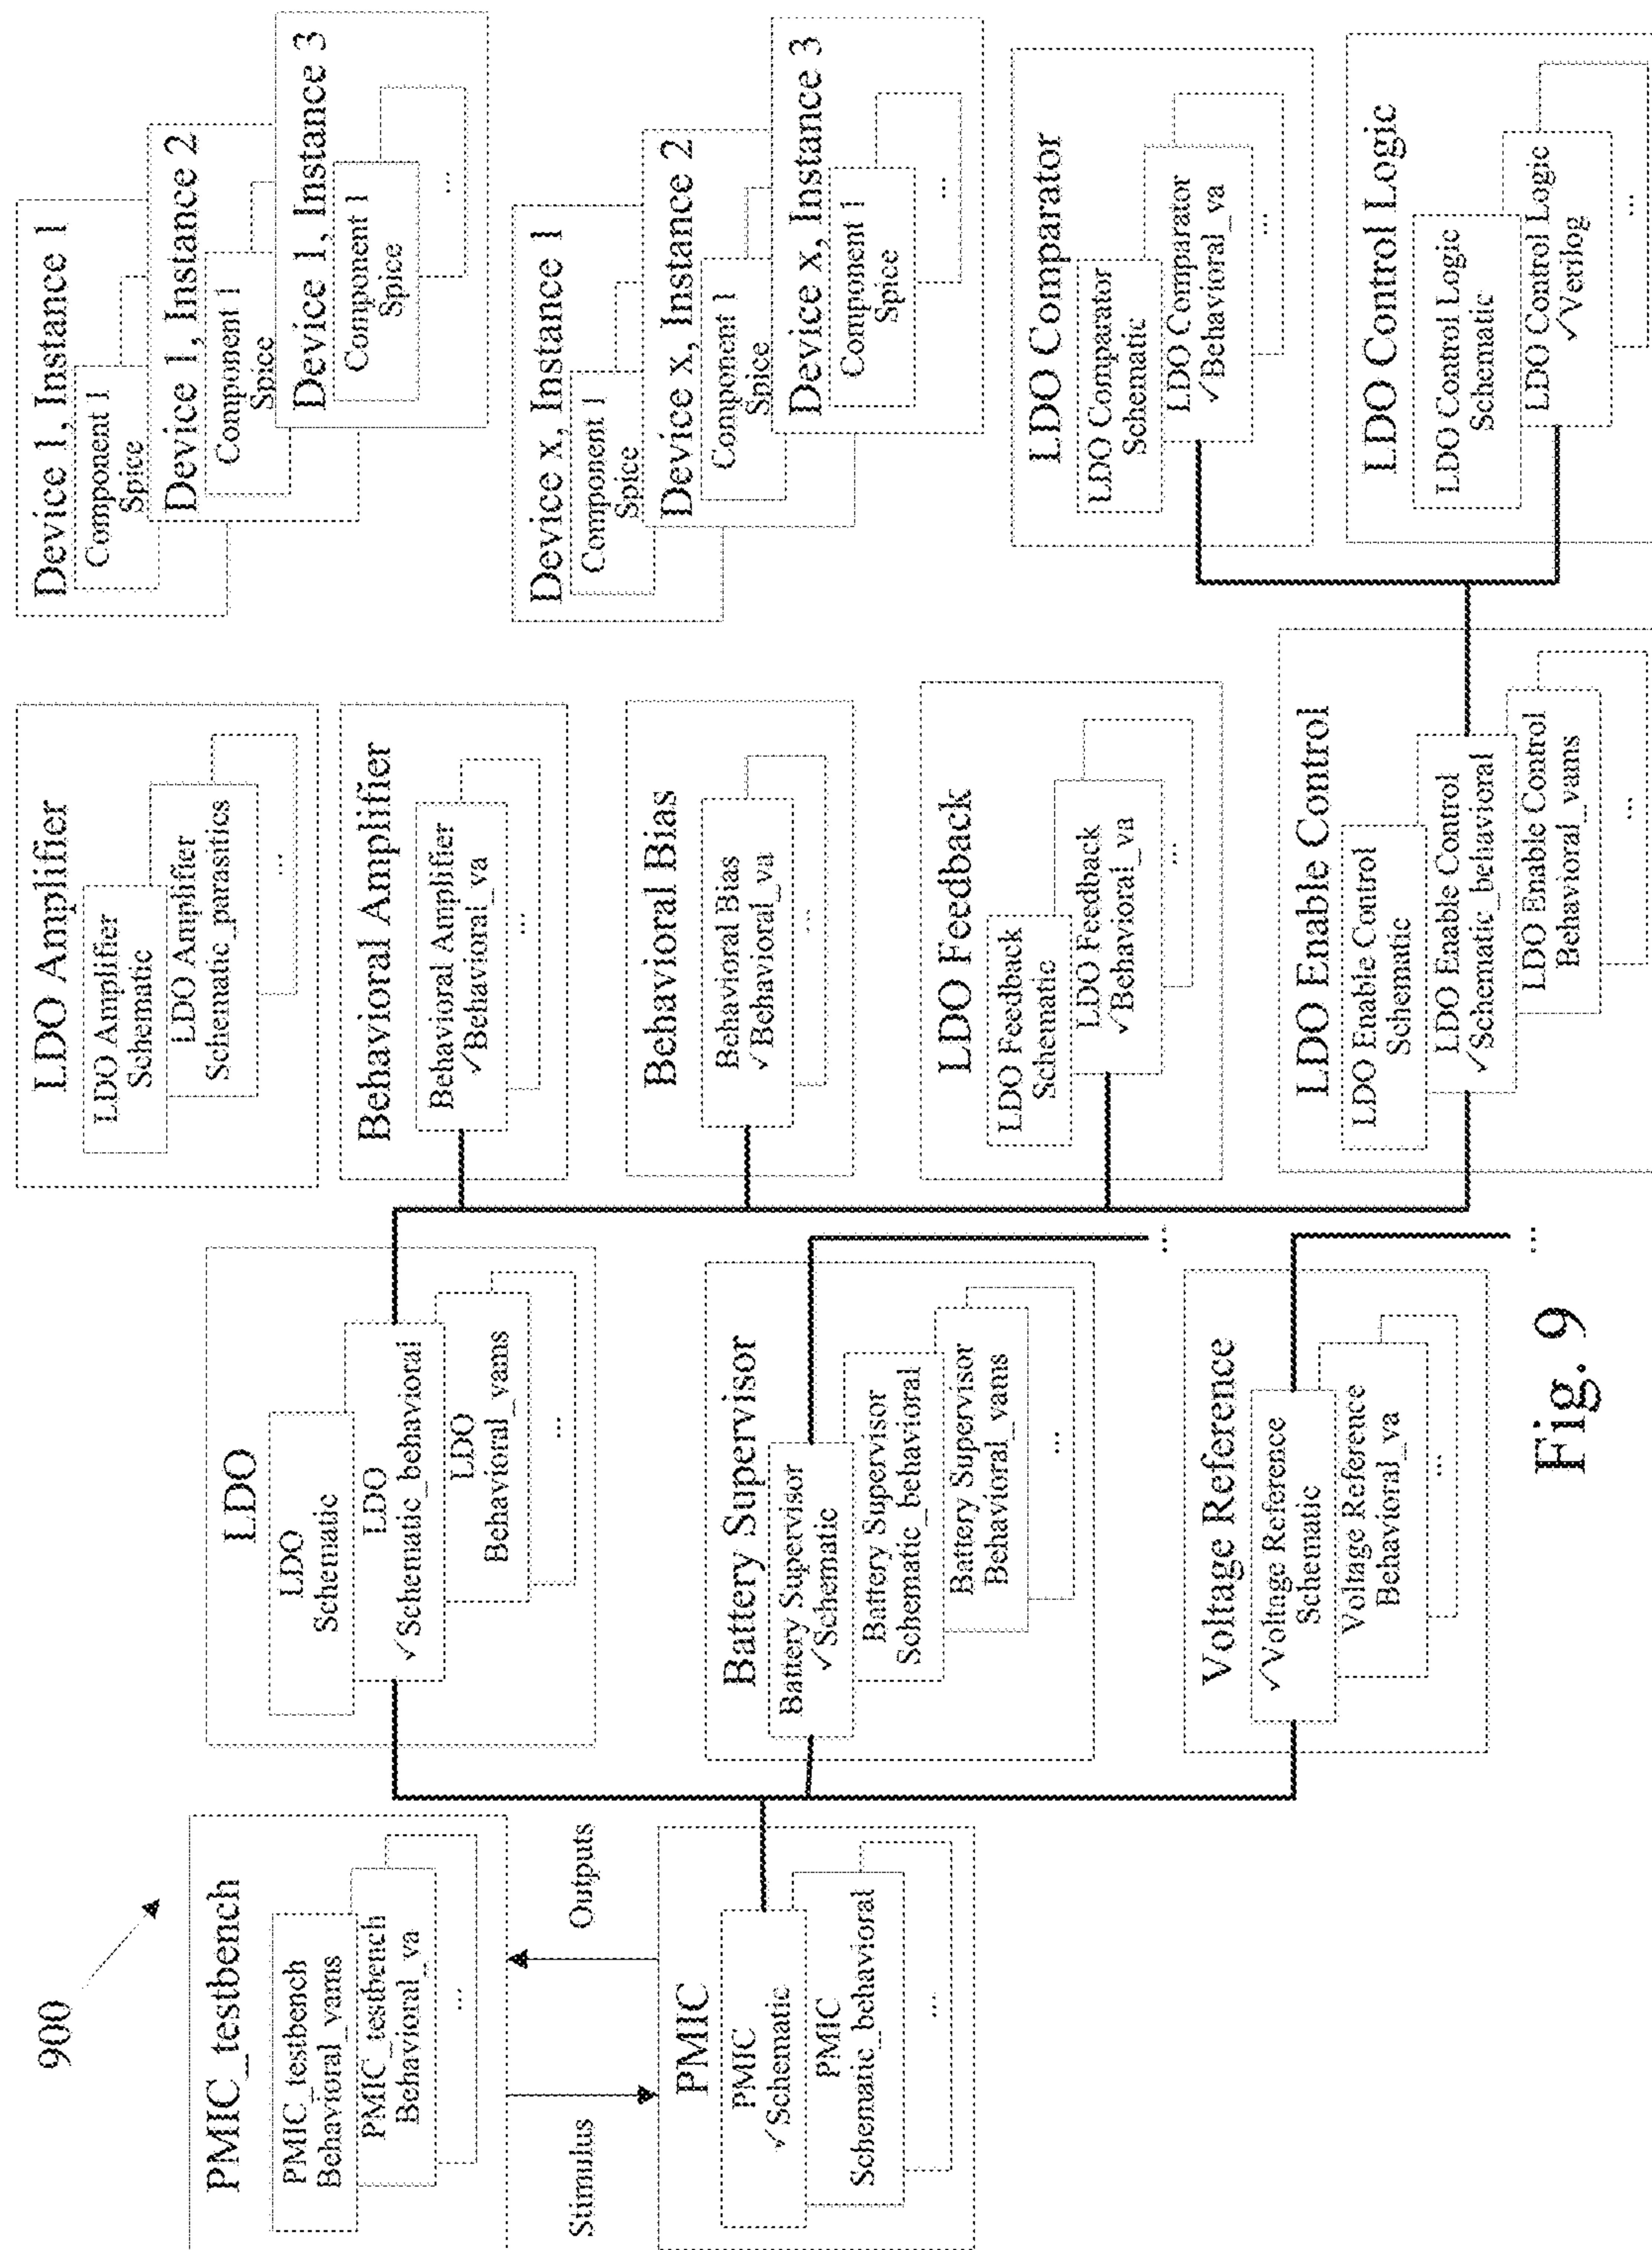 900
PMIC_testbench
PMIC_testbench
Behavioral_vams
PMIC_testbench
Behavioral_va
...
Stimulus
Outputs
PMIC
PMIC
✓Schematic
PMIC
Schematic_behavioral
...
LDO
LDO
Schematic
LDO
✓Schematic_behavioral
LDO
Behavioral_vams
...
Battery Supervisor
Battery Supervisor
✓Schematic
Battery Supervisor
Schematic_behavioral
Battery Supervisor
Behavioral_vams
...
...
Voltage Reference
✓Voltage Reference
Schematic
Voltage Reference
Behavioral_va
...
...
LDO Amplifier
LDO Amplifier
Schematic
LDO Amplifier
Schematic_parasitics
...
Behavioral Amplifier
Behavioral Amplifier
✓Behavioral_va
...
Behavioral Bias
Behavioral Bias
✓Behavioral_va
...
LDO Feedback
LDO Feedback
Schematic
LDO Feedback
✓Behavioral_va
...
LDO Enable Control
LDO Enable Control
Schematic
LDO Enable Control
✓Schematic_behavioral
LDO Enable Control
Behavioral_vams
...
Device 1, Instance 1
Component 1
Spice
Device 1, Instance 2
Component 1
Spice
Device 1, Instance 3
Component 1
Spice
...
Device x, Instance 1
Component 1
Spice
Device x, Instance 2
Component 1
Spice
Device x, Instance 3
Component 1
Spice
...
LDO Comparator
LDO Comparator
Schematic
LDO Comparator
✓Behavioral_va
...
LDO Control Logic
LDO Control Logic
Schematic
LDO Control Logic
✓Verilog
...
Fig. 9